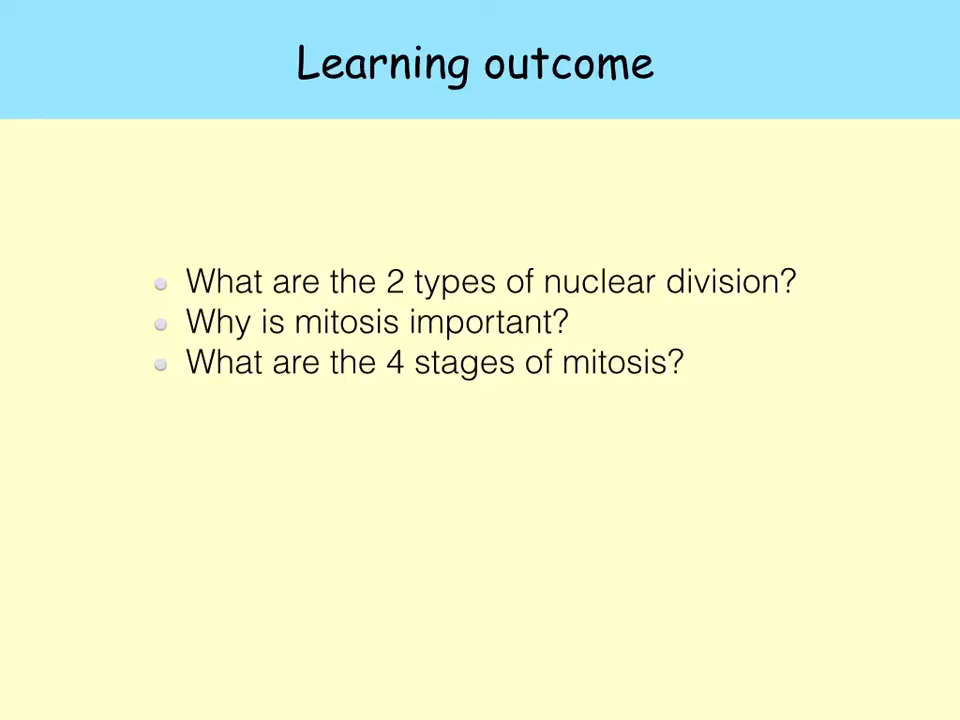 Learning outcome
What are the 2 types of nuclear division?
Why is mitosis important?
What are the 4 stages of mitosis?